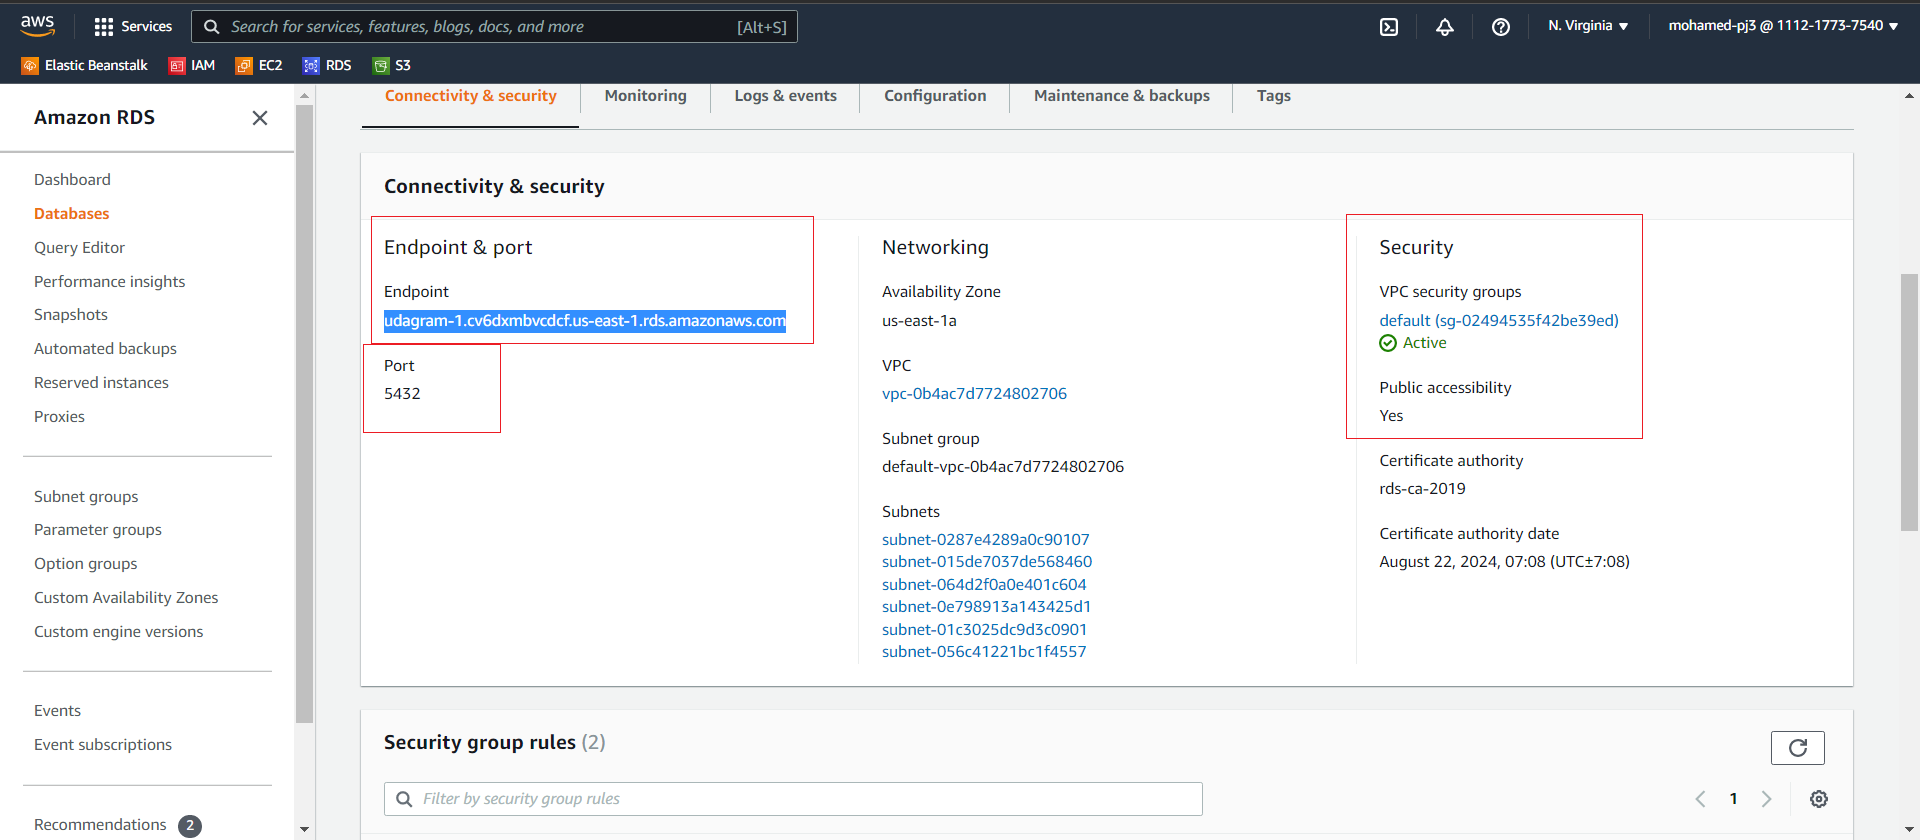 aws
Services
Search for services, features, blogs, docs, and more
[Alt+S]
N. Virginia
mohamed-pj3 @ 1112-1773-7540
Elastic Beanstalk
IAM
EC2
RDS
S3
Amazon RDS
Dashboard
Databases
Query Editor
Performance insights
Snapshots
Automated backups
Reserved instances
Proxies
Subnet groups
Parameter groups
Option groups
Custom Availability Zones
Custom engine versions
Events
Event subscriptions
Recommendations 2
Connectivity & security
Monitoring
Logs & events
Configuration
Maintenance & backups
Tags
Connectivity & security
Endpoint & port
Endpoint
udagram-1.cv6dxmbvcdcf.us-east-1.rds.amazonaws.com
Port
5432
Networking
Availability Zone
us-east-1a
VPC
vpc-0b4ac7d7724802706
Subnet group
default-vpc-0b4ac7d7724802706
Subnets
subnet-0287e4289a0c90107
subnet-015de7037de568460
subnet-064d2f0a0e401c604
subnet-0e798913a143425d1
subnet-01c3025dc9d3c0901
subnet-056c41221bc1f4557
Security
VPC security groups
default (sg-02494535f42be39ed)
Active
Public accessibility
Yes
Certificate authority
rds-ca-2019
Certificate authority date
August 22, 2024, 07:08 (UTC±7:08)
Security group rules (2)
Filter by security group rules
1